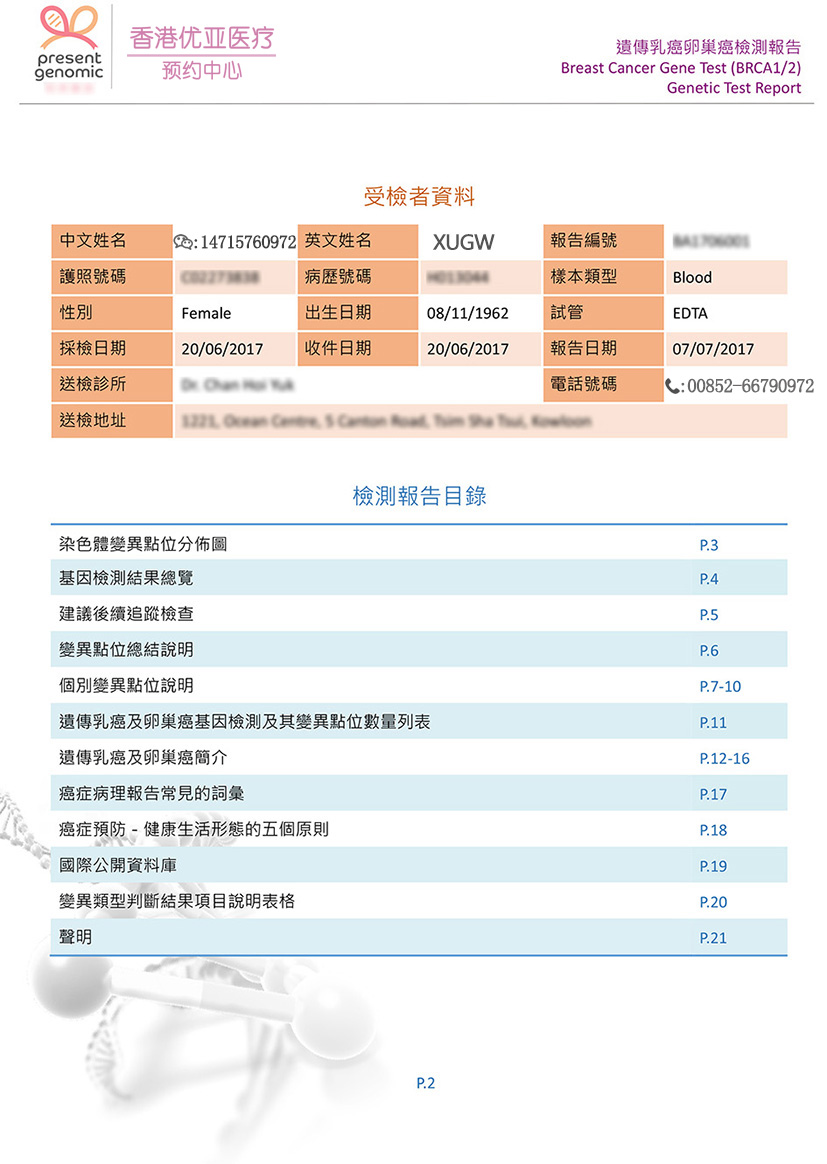 present
genomic
香港优亚医疗
预约中心
遺傳乳癌卵巢癌檢測報告
Breast Cancer Gene Test (BRCA1/2)
Genetic Test Report
受檢者資料
中文姓名 :14715760972 英文姓名 XUGW 報告編號
護照號碼 病歷號碼 樣本類型 Blood
性別 Female 出生日期 08/11/1962 試管 EDTA
採檢日期 20/06/2017 收件日期 20/06/2017 報告日期 07/07/2017
送檢診所 電話號碼 :00852-66790972
送檢地址
檢測報告目錄
染色體變異點位分佈圖 P.3
基因檢測結果總覽 P.4
建議後續追蹤檢查 P.5
變異點位總結說明 P.6
個別變異點位說明 P.7-10
遺傳乳癌及卵巢癌基因檢測及其變異點位數量列表 P.11
遺傳乳癌及卵巢癌簡介 P.12-16
癌症病理報告常見的詞彙 P.17
癌症預防 - 健康生活形態的五個原則 P.18
國際公開資料庫 P.19
變異類型判斷結果項目說明表格 P.20
聲明 P.21
P.2